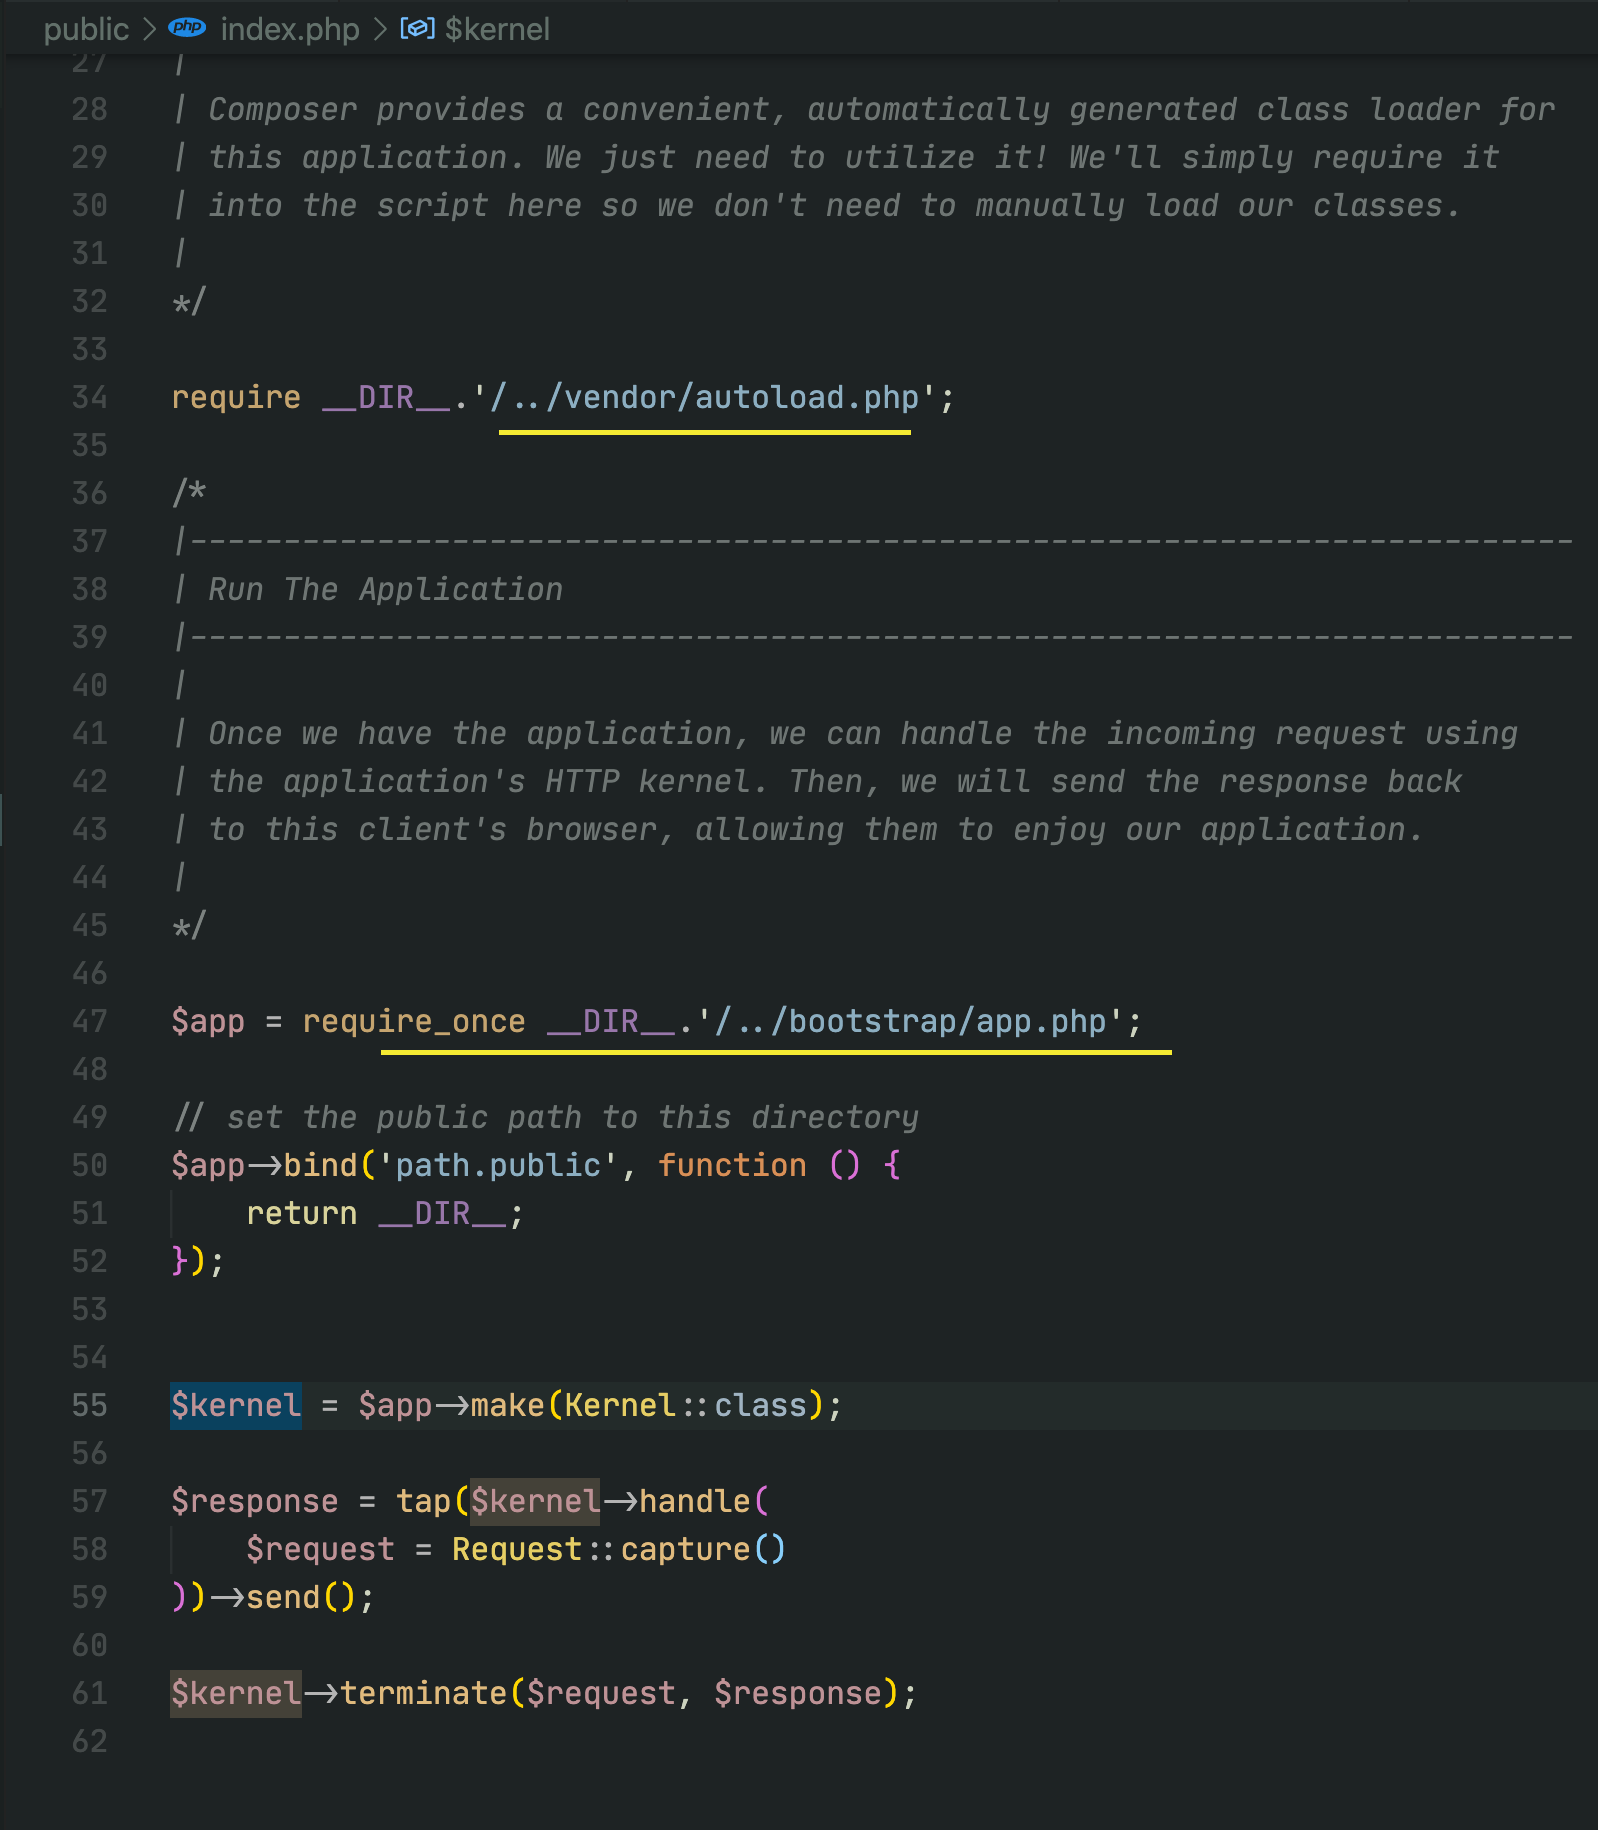 public > php index.php > $kernel
27 |
28 | Composer provides a convenient, automatically generated class loader for
29 | this application. We just need to utilize it! We'll simply require it
30 | into the script here so we don't need to manually load our classes.
31 |
32 */
33
34 require __DIR__.'/../vendor/autoload.php';
35
36 /*
37 |--------------------------------------------------------------------------
38 | Run The Application
39 |--------------------------------------------------------------------------
40 |
41 | Once we have the application, we can handle the incoming request using
42 | the application's HTTP kernel. Then, we will send the response back
43 | to this client's browser, allowing them to enjoy our application.
44 |
45 */
46
47 $app = require_once __DIR__.'/../bootstrap/app.php';
48
49 // set the public path to this directory
50 $app->bind('path.public', function () {
51     return __DIR__;
52 });
53
54
55 $kernel = $app->make(Kernel::class);
56
57 $response = tap($kernel->handle(
58     $request = Request::capture()
59 ))->send();
60
61 $kernel->terminate($request, $response);
62